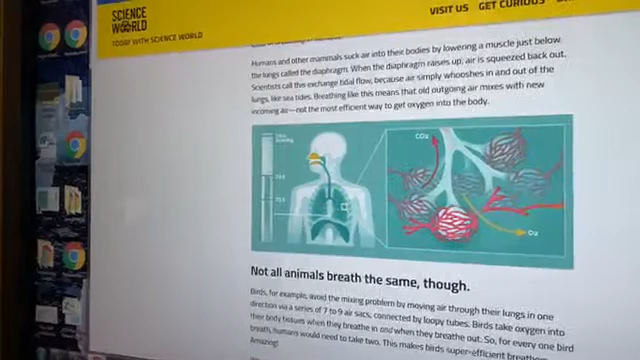 SCIENCE
WORLD
VISIT US GET CURIOUS
TODAY WITH SCIENCE WORLD
Humans and other mammals suck air into their bodies by lowering a muscle just below
the lungs called the diaphragm. When the diaphragm raises up, air is squeezed back out.
Scientists call this exchange tidal flow, because air simply whooshes in and out of the
lungs, like sea tides. Breathing like this means that old outgoing air mixes with new
incoming air—not the most efficient way to get oxygen into the body.
CO₂
O₂
Not all animals breath the same, though.
Birds, for example, avoid the mixing problem by moving air through their lungs in one
direction via a series of 7 to 9 air sacs, connected by loopy tubes. Birds take oxygen into
their body tissues when they breathe in and when they breathe out. So, for every one bird
breath, humans would need to take two. This makes birds super-efficient
Amazing!